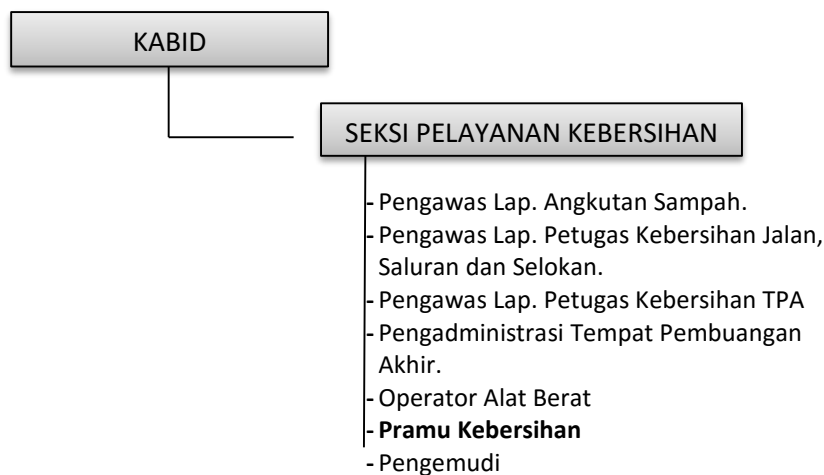 KABID
SEKSI PELAYANAN KEBERSIHAN
- Pengawas Lap. Angkutan Sampah.
- Pengawas Lap. Petugas Kebersihan Jalan,
Saluran dan Selokan.
- Pengawas Lap. Petugas Kebersihan TPA
- Pengadministrasi Tempat Pembuangan
Akhir.
- Operator Alat Berat
- Pramu Kebersihan
- Pengemudi